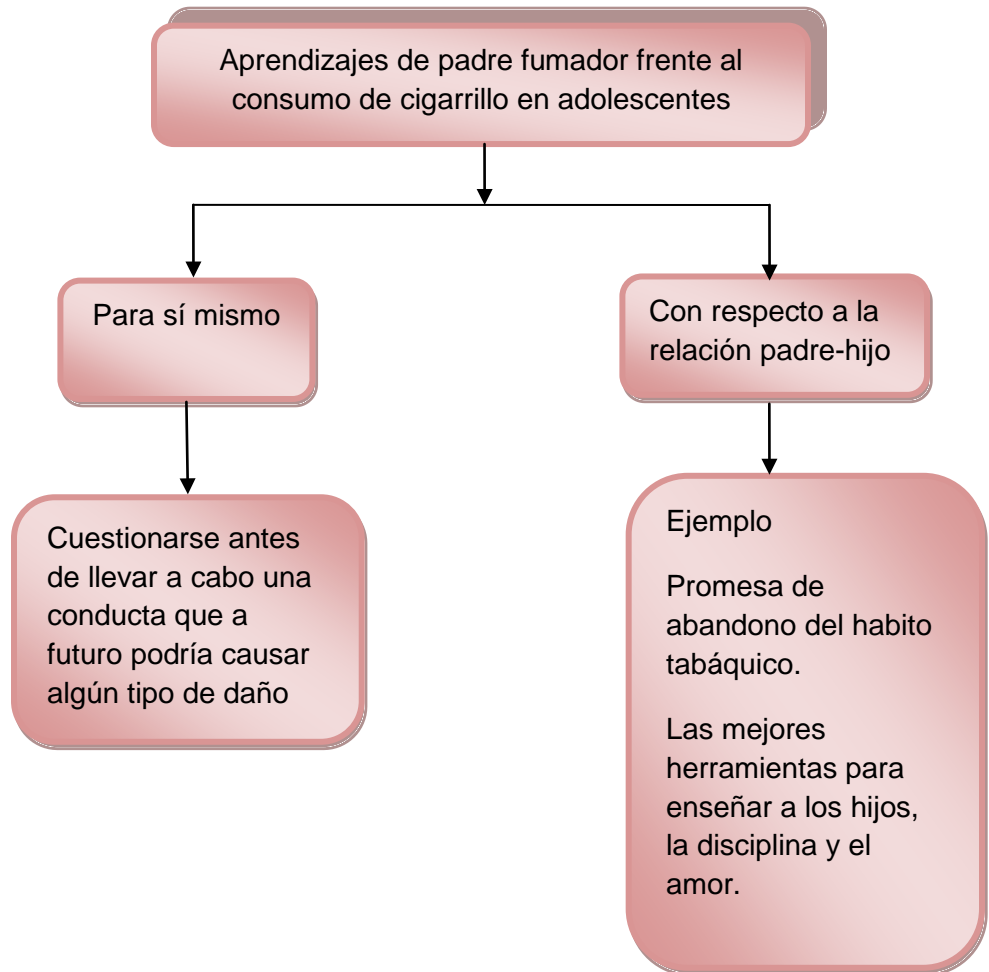 Aprendizajes de padre fumador frente al
consumo de cigarrillo en adolescentes
Para sí mismo
Con respecto a la
relación padre-hijo
Cuestionarse antes
de llevar a cabo una
conducta que a
futuro podría causar
algún tipo de daño
Ejemplo
Promesa de
abandono del habito
tabáquico.
Las mejores
herramientas para
enseñar a los hijos,
la disciplina y el
amor.